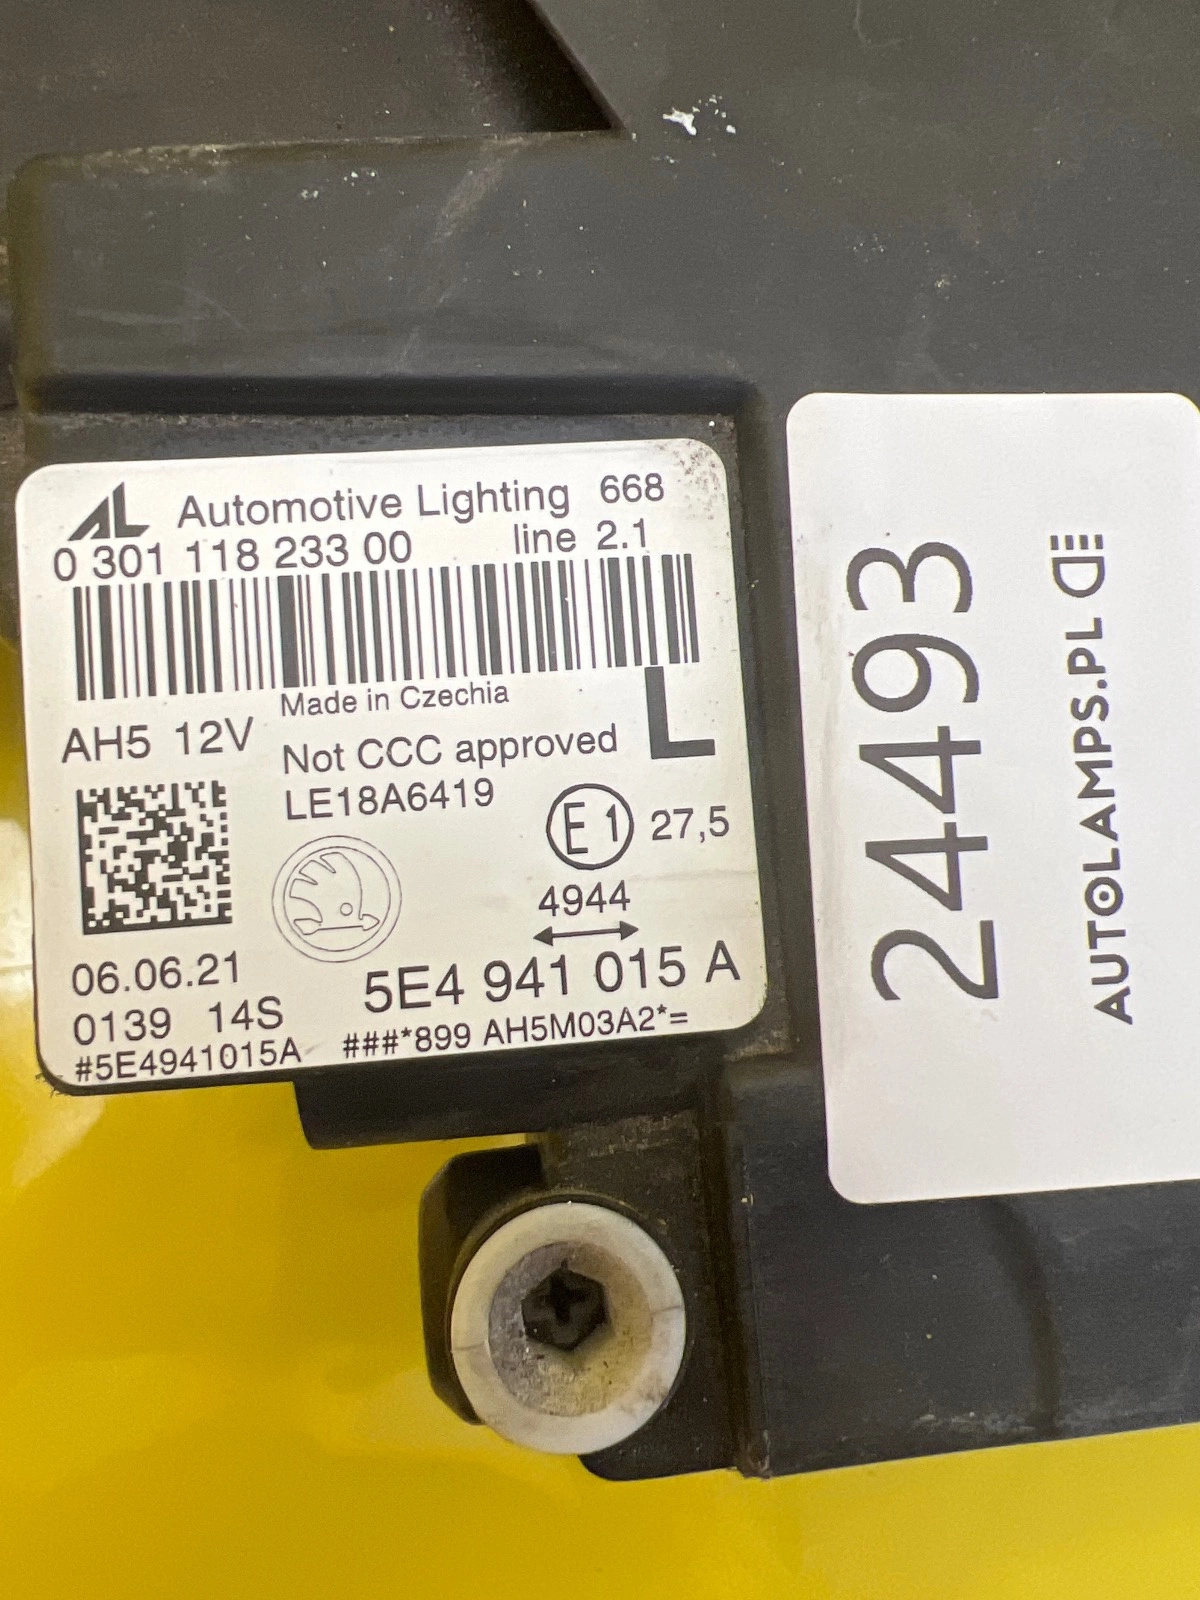 AL Automotive Lighting 668
0 301 118 233 00 line 2.1
Made in Czechia
L
AH5 12V
Not CCC approved
LE18A6419
E1 27,5
4944
06.06.21
5E4 941 015 A
0139 14S
#5E4941015A ###*899 AH5M03A2*=
24493
AUTOLAMPS.PL